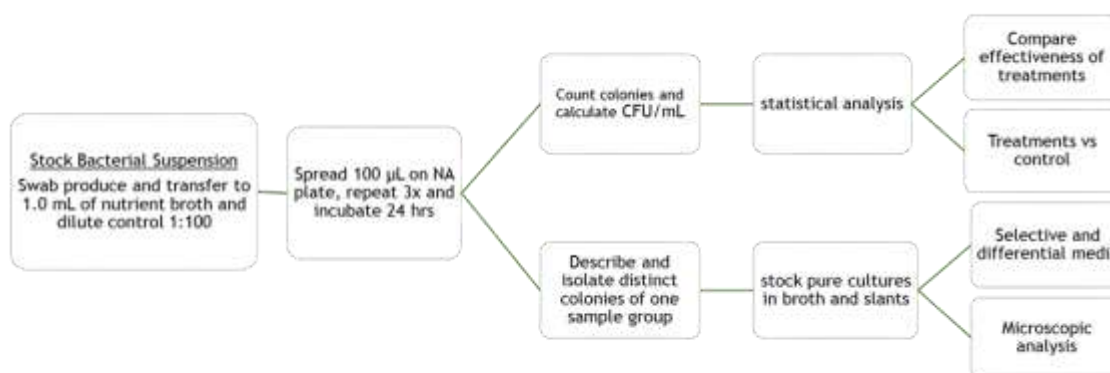 Stock Bacterial Suspension
Swab produce and transfer to
1.0 mL of nutrient broth and
dilute control 1:100
Spread 100 µL on NA
plate, repeat 3x and
incubate 24 hrs
Count colonies and
calculate CFU/mL
statistical analysis
Compare
effectiveness of
treatments
Treatments vs
control
Describe and
isolate distinct
colonies of one
sample group
stock pure cultures
in broth and slants
Selective and
differential medi
Microscopic
analysis